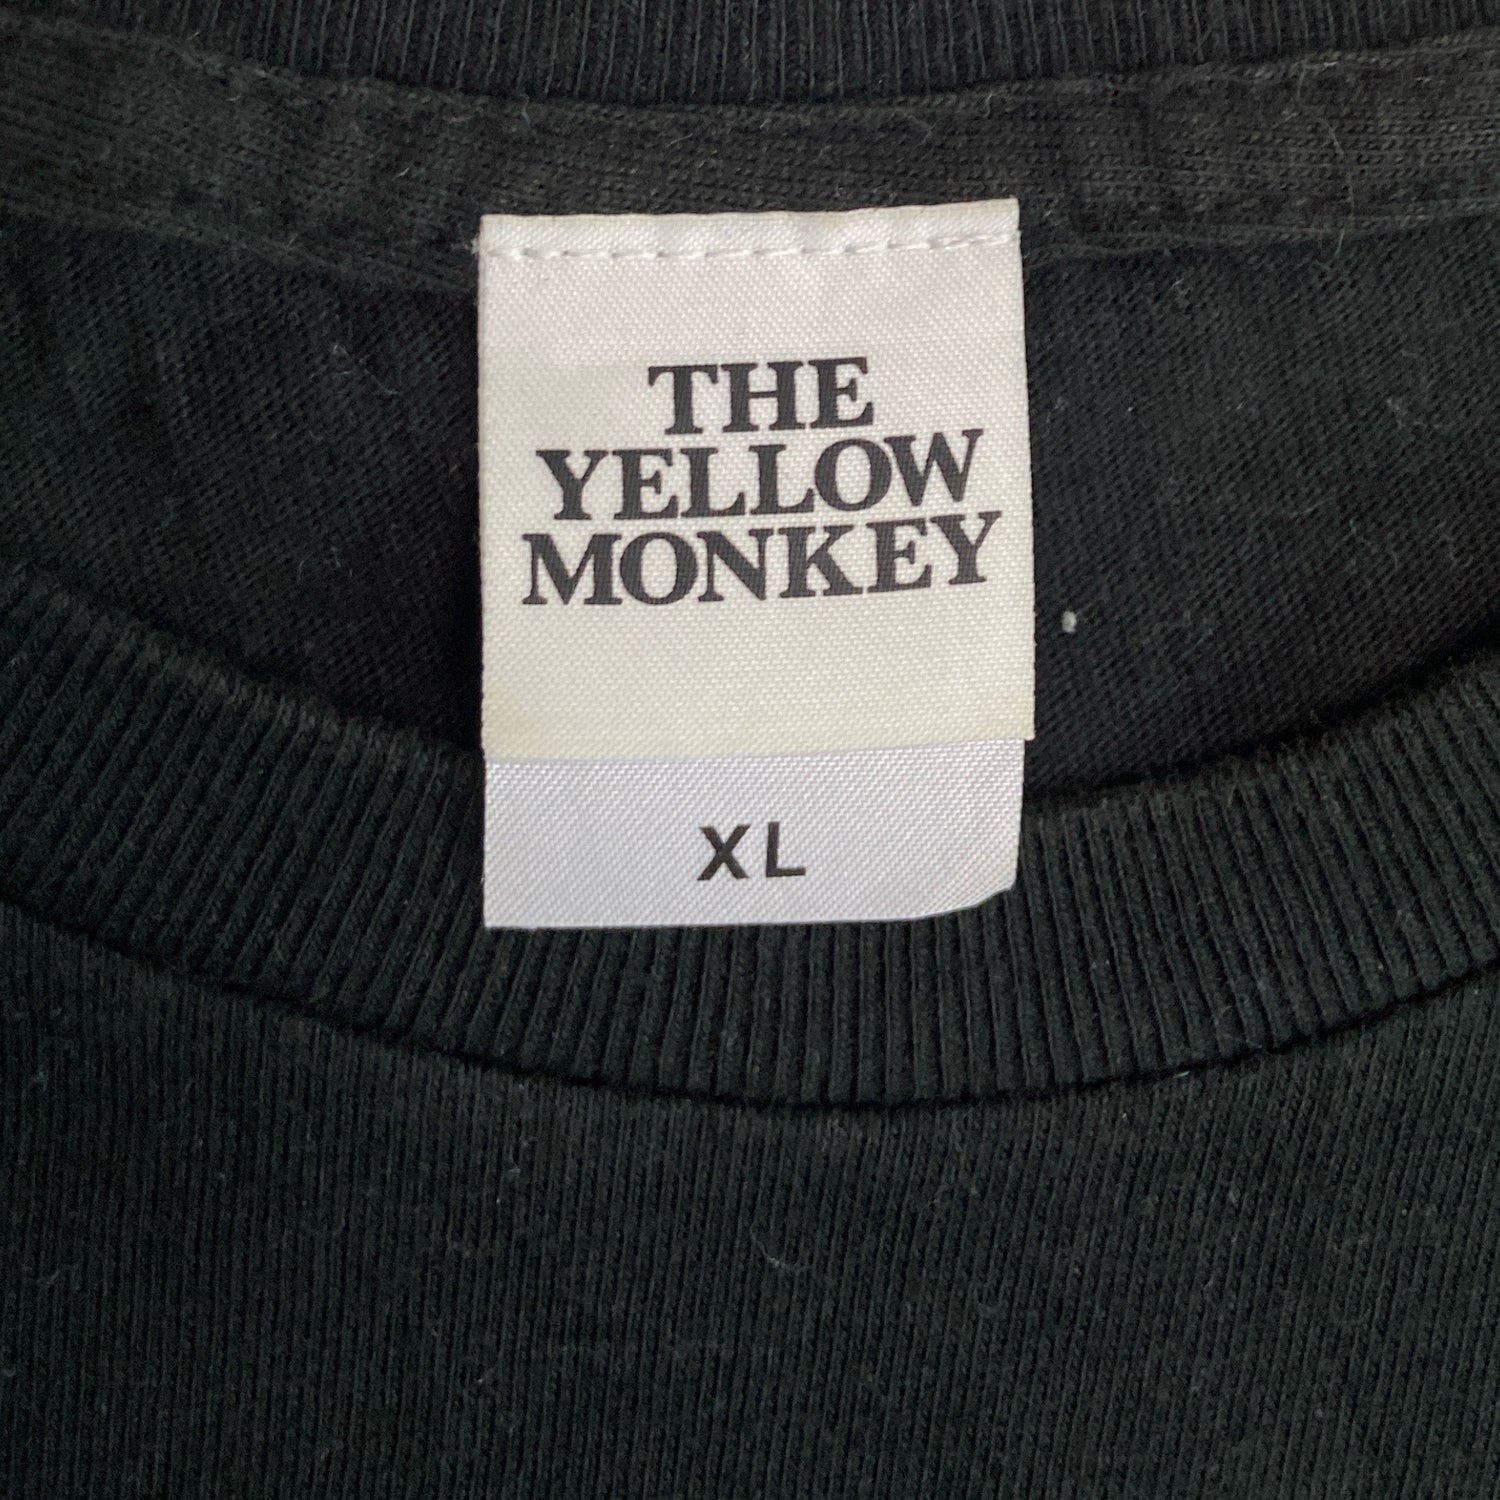 THE
YELLOW
MONKEY
XL